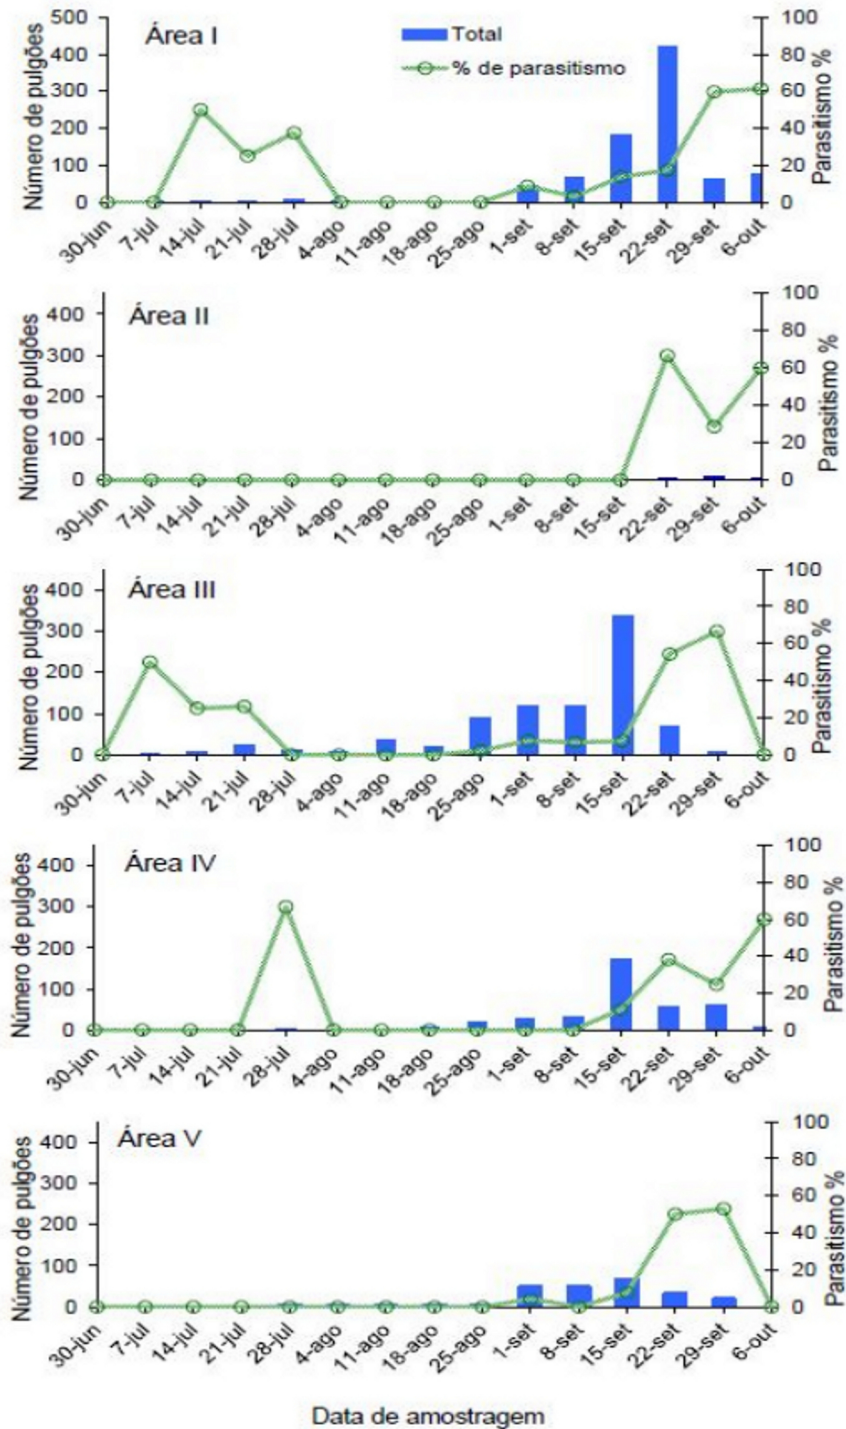 Área I
Total
% de parasitismo
Número de pulgões
500
400
300
200
100
0
Parasitismo %
100
80
60
40
20
0
30-jun 7-jul 14-jul 21-jul 28-jul 4-ago 11-ago 18-ago 25-ago 1-set 8-set 15-set 22-set 29-set 6-out
Área II
Número de pulgões
400
300
200
100
0
Parasitismo %
100
80
60
40
20
0
30-jun 7-jul 14-jul 21-jul 28-jul 4-ago 11-ago 18-ago 25-ago 1-set 8-set 15-set 22-set 29-set 6-out
Área III
Número de pulgões
400
300
200
100
0
Parasitismo %
100
80
60
40
20
0
30-jun 7-jul 14-jul 21-jul 28-jul 4-ago 11-ago 18-ago 25-ago 1-set 8-set 15-set 22-set 29-set 6-out
Área IV
Número de pulgões
400
300
200
100
0
Parasitismo %
100
80
60
40
20
0
30-jun 7-jul 14-jul 21-jul 28-jul 4-ago 11-ago 18-ago 25-ago 1-set 8-set 15-set 22-set 29-set 6-out
Área V
Número de pulgões
400
300
200
100
0
Parasitismo %
100
80
60
40
20
0
30-jun 7-jul 14-jul 21-jul 28-jul 4-ago 11-ago 18-ago 25-ago 1-set 8-set 15-set 22-set 29-set 6-out
Data de amostragem